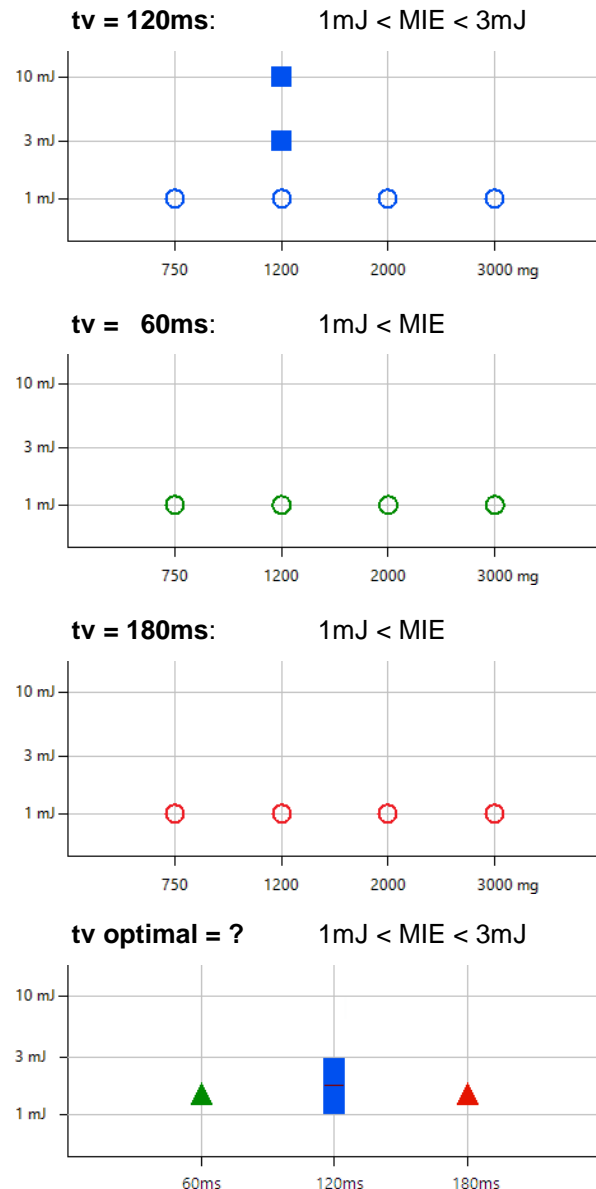 tv = 120ms: 1mJ < MIE < 3mJ
10 mJ
3 mJ
1 mJ
750 1200 2000 3000 mg
tv = 60ms: 1mJ < MIE
10 mJ
3 mJ
1 mJ
750 1200 2000 3000 mg
tv = 180ms: 1mJ < MIE
10 mJ
3 mJ
1 mJ
750 1200 2000 3000 mg
tv optimal = ? 1mJ < MIE < 3mJ
10 mJ
3 mJ
1 mJ
60ms 120ms 180ms